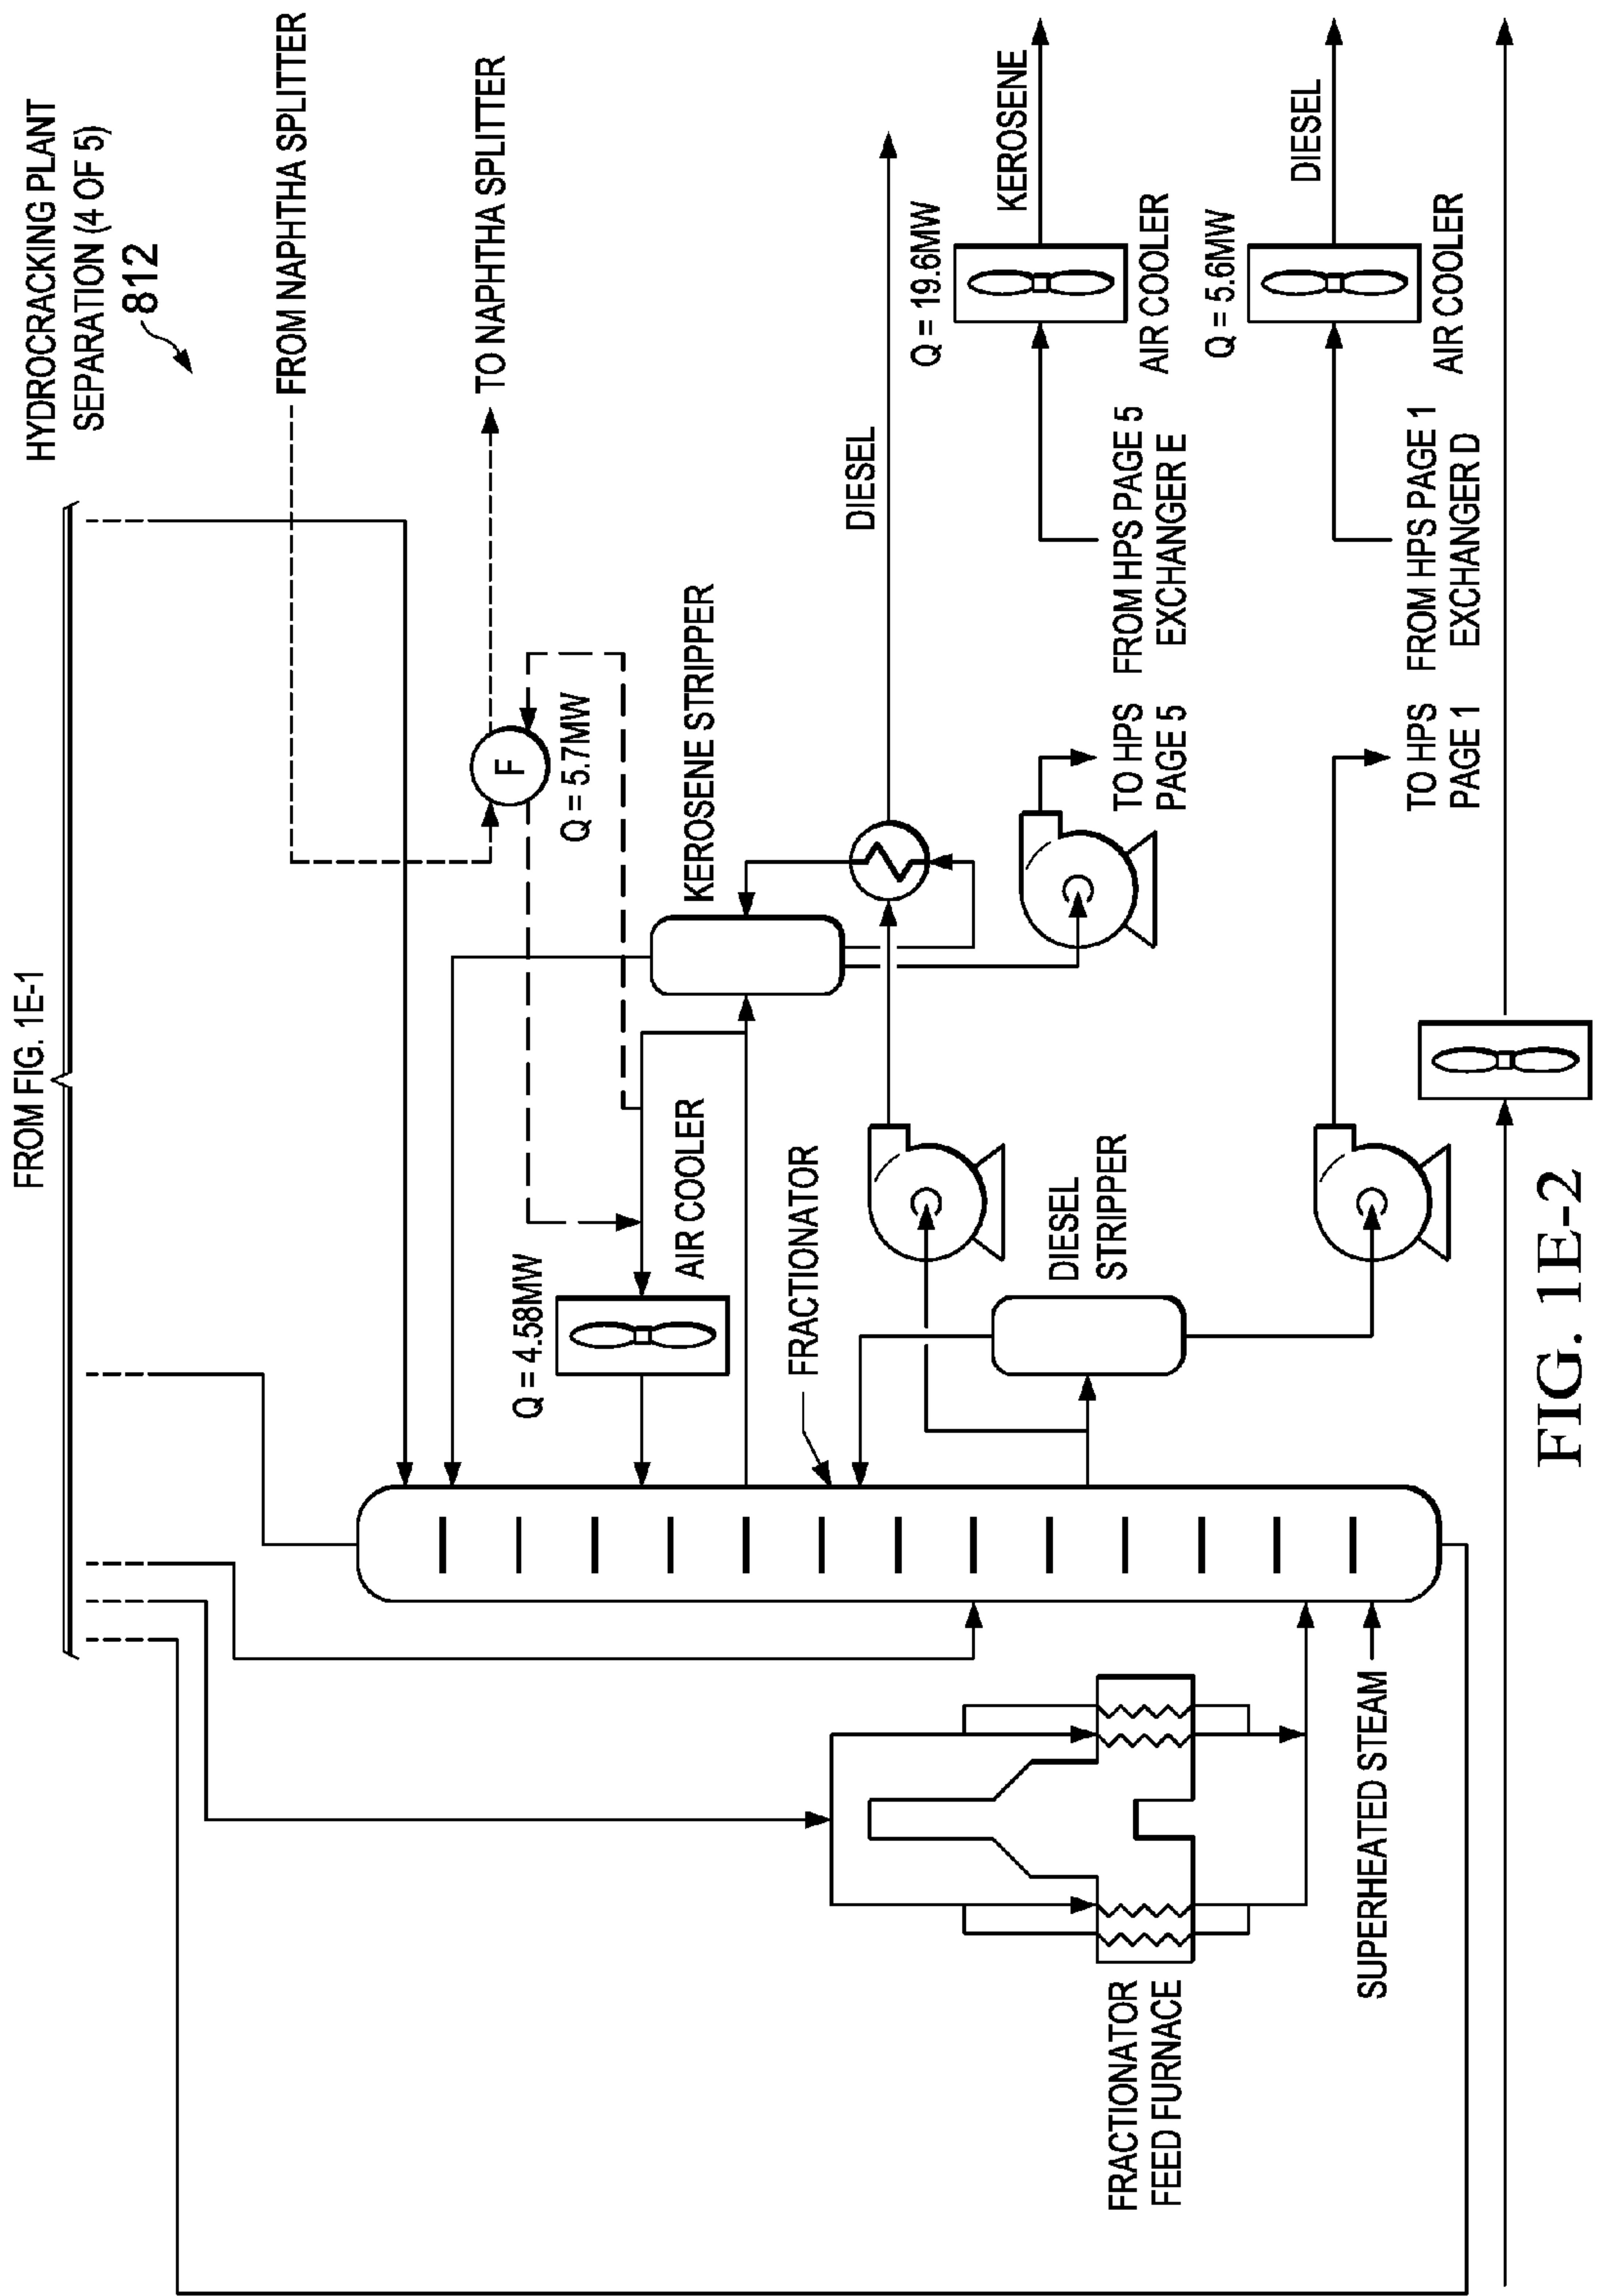 FROM FIG. 1E-1
HYDROCRACKING PLANT
SEPARATION (4 OF 5)
812
FROM NAPHTHA SPLITTER
TO NAPHTHA SPLITTER
F
Q = 5.7MW
Q = 4.58MW
AIR COOLER
KEROSENE STRIPPER
FRACTIONATOR
DIESEL
Q = 19.6MW
KEROSENE
AIR COOLER
TO HPS
PAGE 5
FROM HPS PAGE 5
EXCHANGER E
DIESEL
STRIPPER
Q = 5.6MW
DIESEL
AIR COOLER
TO HPS
PAGE 1
FROM HPS PAGE 1
EXCHANGER D
FRACTIONATOR
FEED FURNACE
SUPERHEATED STEAM
FIG. 1E-2